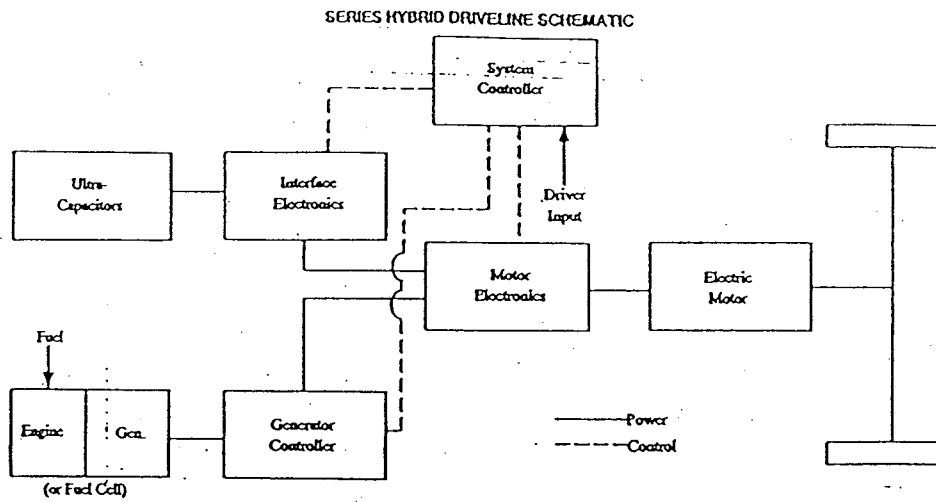 SERIES HYBRID DRIVELINE SCHEMATIC
System
Controller
Ultra-
Capacitors
Interface
Electronics
Driver
Input
Motor
Electronics
Electric
Motor
Fuel
Engine
Gen.
Generator
Controller
Power
Control
(or Fuel Cell)